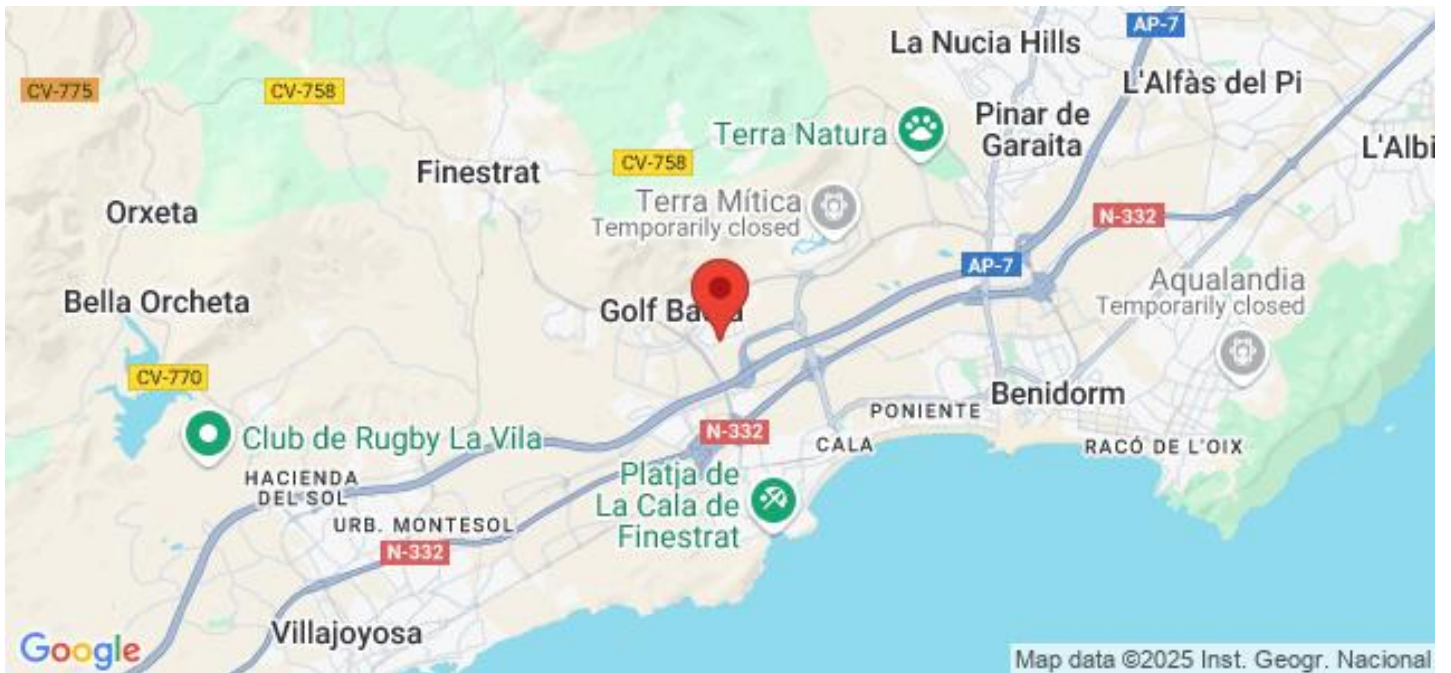 AP-7
La Nucia Hills
CV-775
CV-758
L'Alfàs del Pi
Terra Natura
Pinar de
Garaita
L'Albi
Finestrat
CV-758
Terra Mítica
Temporarily closed
Orxeta
N-332
AP-7
Aqualandia
Temporarily closed
Bella Orcheta
Golf
CV-770
Benidorm
PONIENTE
N-332
Club de Rugby La Vila
CALA
RACÓ DE L'OIX
HACIENDA
DEL SOL
Platja de
La Cala de
Finestrat
URB. MONTESOL
N-332
Villajoyosa
Google
Map data ©2025 Inst. Geogr. Nacional